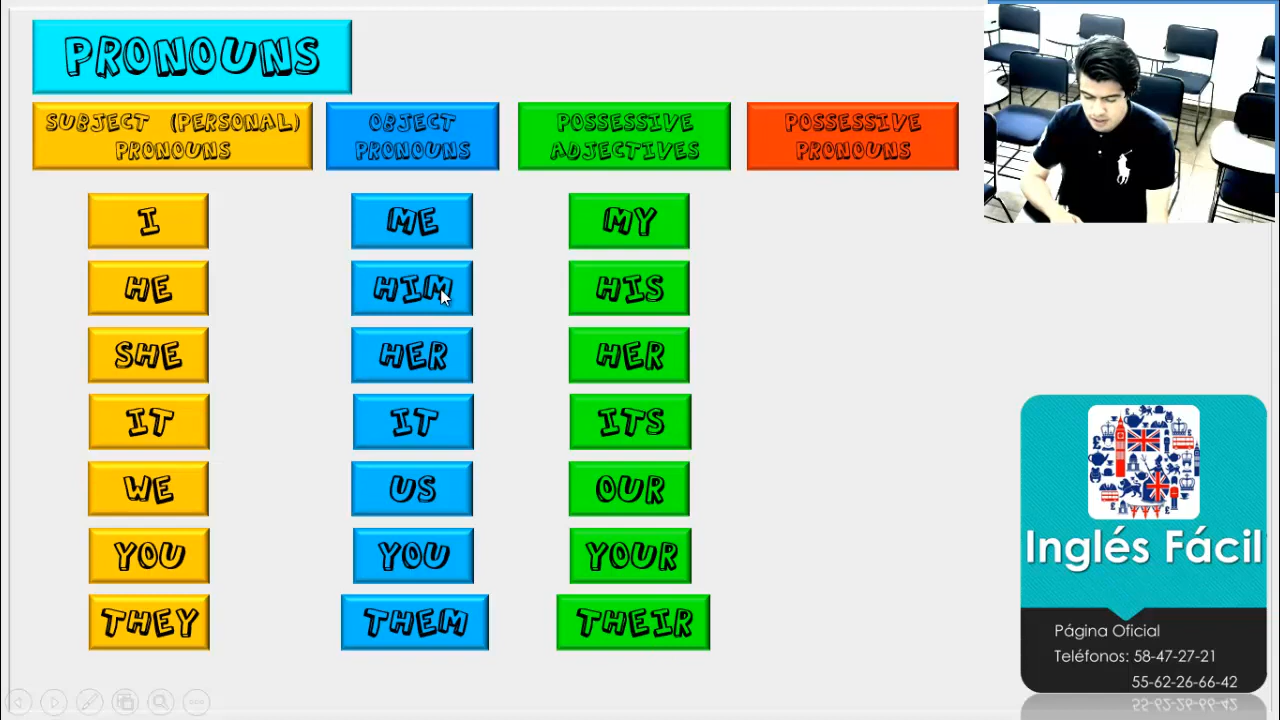 PRONOUNS
SUBJECT (PERSONAL)
PRONOUNS
OBJECT
PRONOUNS
POSSESSIVE
ADJECTIVES
POSSESSIVE
PRONOUNS
I ME MY
HE HIM HIS
SHE HER HER
IT IT ITS
WE US OUR
YOU YOU YOUR
THEY THEM THEIR
Inglés Fácil
Página Oficial
Teléfonos: 58-47-27-21
55-62-26-66-42